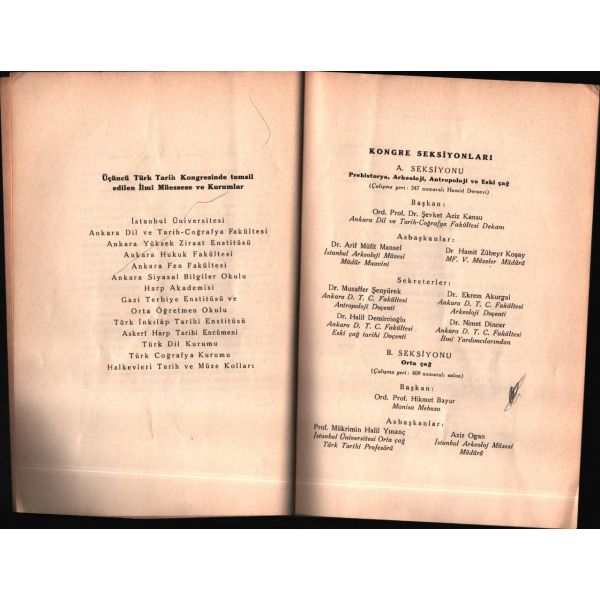 Üçüncü Türk Tarih Kongresinde temsil
edilen İlmî Müessese ve Kurumlar
İstanbul Üniversitesi
Ankara Dil ve Tarih-Coğrafya Fakültesi
Ankara Yüksek Ziraat Enstitüsü
Ankara Hukuk Fakültesi
Ankara Fen Fakültesi
Ankara Siyasal Bilgiler Okulu
Harp Akademisi
Gazi Terbiye Enstitüsü ve
Orta Öğretmen Okulu
Türk İnkılâp Tarihi Enstitüsü
Askerî Harp Tarihi Encümeni
Türk Dil Kurumu
Türk Coğrafya Kurumu
Halkevleri Tarih ve Müze Kolları
KONGRE SEKSİYONLARI
A. SEKSİYONU
Prehistorya, Arkeoloji, Antropoloji ve Eski çağ
(Çalışma yeri: 347 numaralı Hamid Dersevi)
Başkan:
Ord. Prof. Dr. Şevket Aziz Kansu
Ankara Dil ve Tarih-Coğrafya Fakültesi Dekanı
Asbaşkanlar:
Dr. Arif Müfit Mansel
İstanbul Arkeoloji Müzesi
Müdür Muavini
Dr Hamit Zübeyr Koşay
MF. V. Müzeler Müdürü
Sekreterler:
Dr. Muzaffer Şenyürek
Ankara D. T. C. Fakültesi
Antropoloji Doçenti
Dr. Halil Demircioğlu
Ankara D. T. C. Fakültesi
Eski çağ tarihi Doçenti
Dr. Ekrem Akurgal
Ankara D. T. C. Fakültesi
Arkeoloji Doçenti
Dr. Nimet Dinçer
Ankara D. T. C. Fakültesi
İlmî Yardımcılarından
B. SEKSİYONU
Orta çağ
(Çalışma yeri: 409 numaralı salon)
Başkan:
Ord. Prof. Hikmet Bayur
Manisa Mebusu
Asbaşkanlar:
Prof. Mükrimin Halil Yınanç
İstanbul Üniversitesi Orta çağ
Türk Tarihi Profesörü
Aziz Ogan
İstanbul Arkeoloj Müzesi
Müdürü